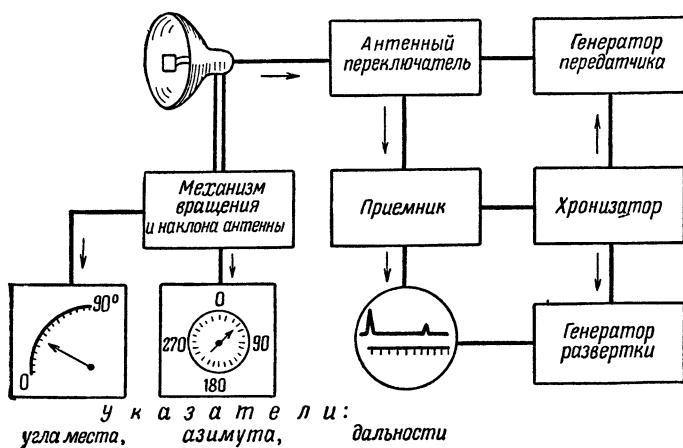 Антенный
переключатель
Генератор
передатчика
Механизм
вращения
и наклона антенны
Приемник
Хронизатор
90°
0
0
270
90
180
Генератор
развертки
Указатели:
угла места,
азимута,
дальности